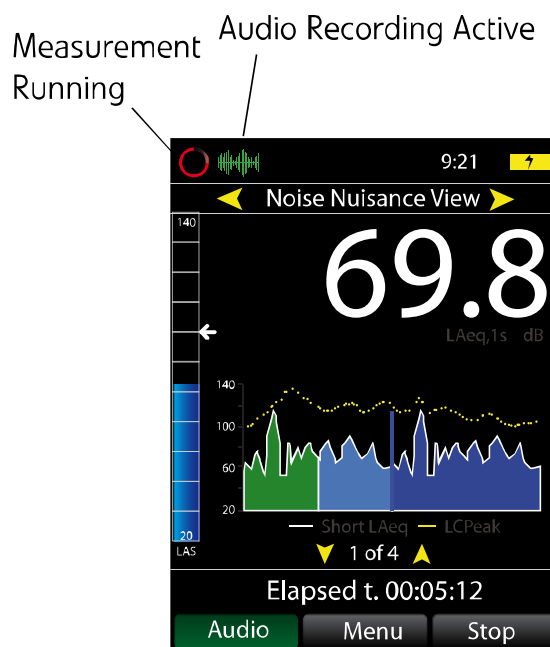 Audio Recording Active
Measurement
Running
9:21
Noise Nuisance View
140
69.8
LAeq,1s dB
140
100
60
20
20
LAS
Short LAeq LCPeak
1 of 4
Elapsed t. 00:05:12
Audio Menu Stop